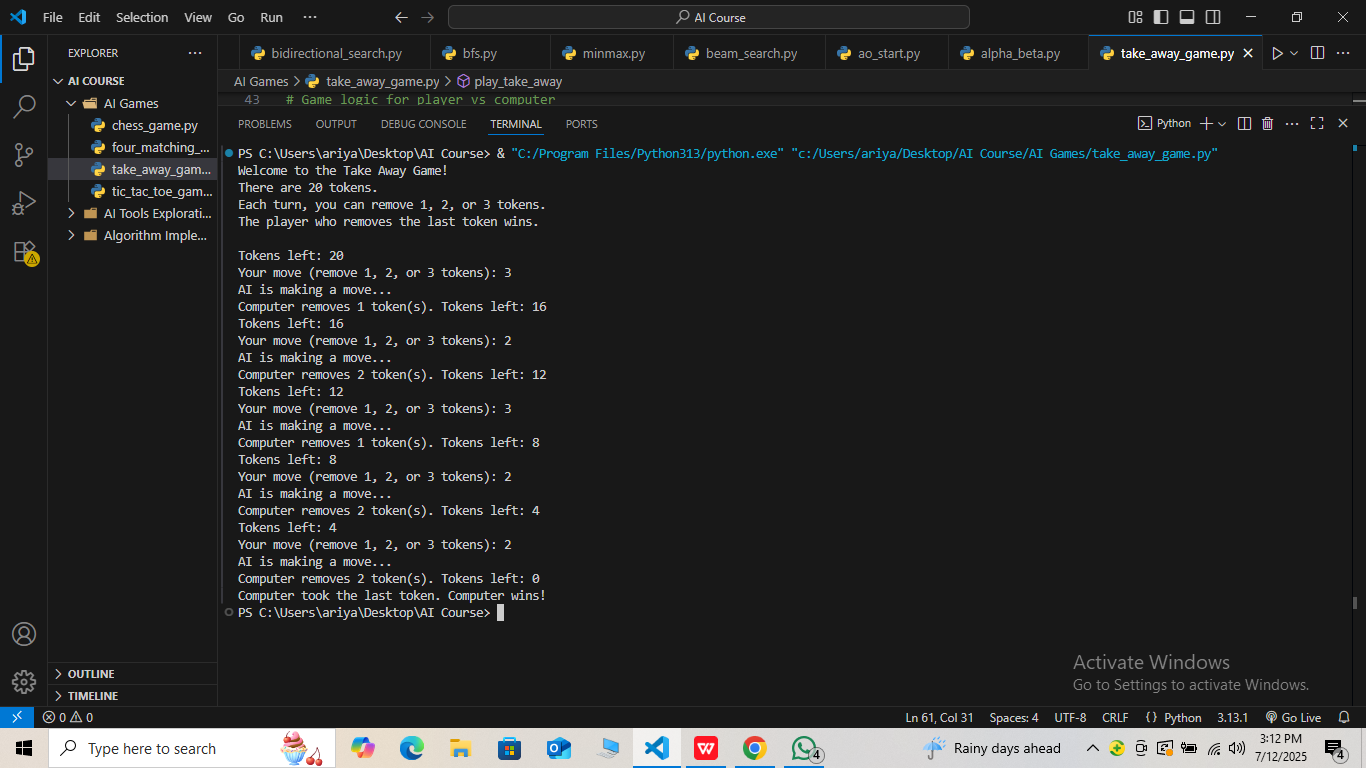 File Edit Selection View Go Run ··· AI Course
EXPLORER ···
AI COURSE
AI Games
chess_game.py
four_matching_...
take_away_gam...
tic_tac_toe_gam...
AI Tools Explorati...
Algorithm Imple...
OUTLINE
TIMELINE
bidirectional_search.py bfs.py minmax.py beam_search.py ao_start.py alpha_beta.py take_away_game.py
AI Games > take_away_game.py > play_take_away
43 # Game logic for player vs computer
PROBLEMS OUTPUT DEBUG CONSOLE TERMINAL PORTS Python
PS C:\Users\ariya\Desktop\AI Course> & "C:/Program Files/Python313/python.exe" "c:/Users/ariya/Desktop/AI Course/AI Games/take_away_game.py"
Welcome to the Take Away Game!
There are 20 tokens.
Each turn, you can remove 1, 2, or 3 tokens.
The player who removes the last token wins.
Tokens left: 20
Your move (remove 1, 2, or 3 tokens): 3
AI is making a move...
Computer removes 1 token(s). Tokens left: 16
Tokens left: 16
Your move (remove 1, 2, or 3 tokens): 2
AI is making a move...
Computer removes 2 token(s). Tokens left: 12
Tokens left: 12
Your move (remove 1, 2, or 3 tokens): 3
AI is making a move...
Computer removes 1 token(s). Tokens left: 8
Tokens left: 8
Your move (remove 1, 2, or 3 tokens): 2
AI is making a move...
Computer removes 2 token(s). Tokens left: 4
Tokens left: 4
Your move (remove 1, 2, or 3 tokens): 2
AI is making a move...
Computer removes 2 token(s). Tokens left: 0
Computer took the last token. Computer wins!
PS C:\Users\ariya\Desktop\AI Course>
Activate Windows
Go to Settings to activate Windows.
0 0 Ln 61, Col 31 Spaces: 4 UTF-8 CRLF {} Python 3.13.1 Go Live
Type here to search 4 Rainy days ahead 3:12 PM 4
7/12/2025